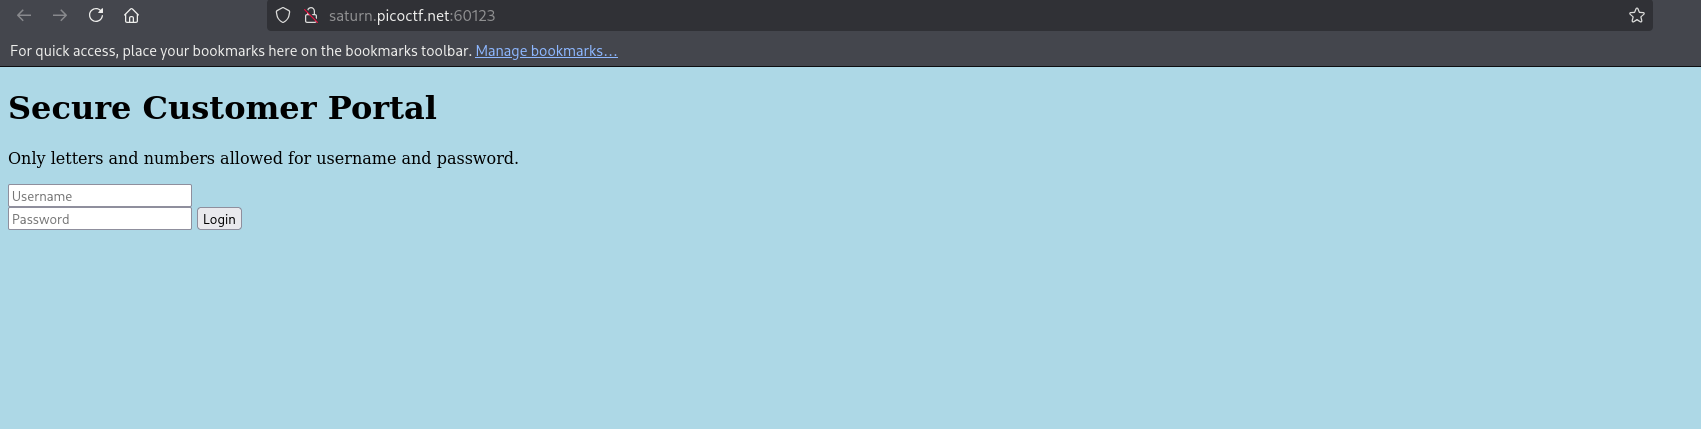 saturn.picoctf.net:60123
For quick access, place your bookmarks here on the bookmarks toolbar. Manage bookmarks...
Secure Customer Portal
Only letters and numbers allowed for username and password.
Username
Password Login